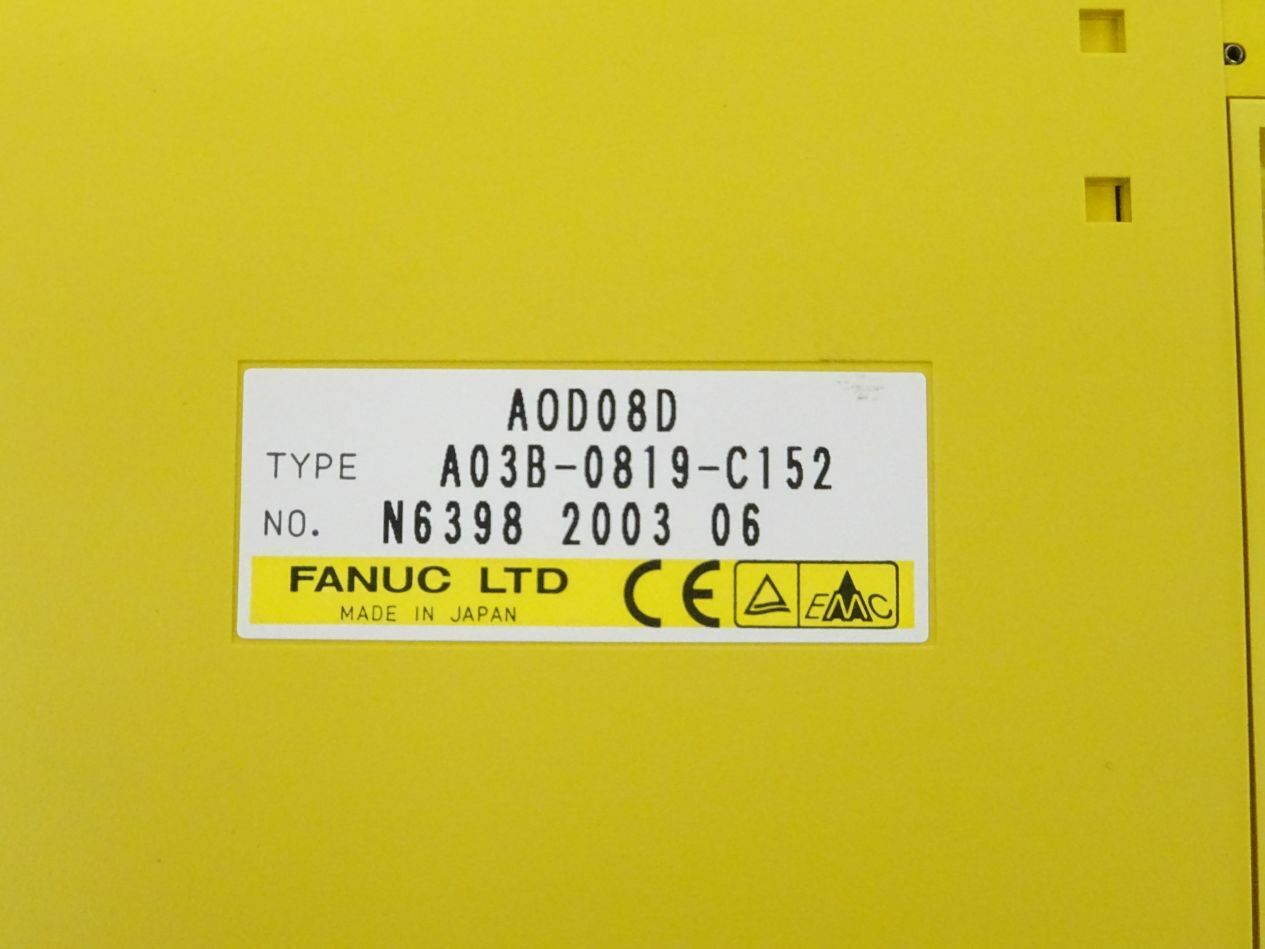 AOD08D
TYPE A03B-0819-C152
NO. N6398 2003 06
FANUC LTD
MADE IN JAPAN
CE
EMC